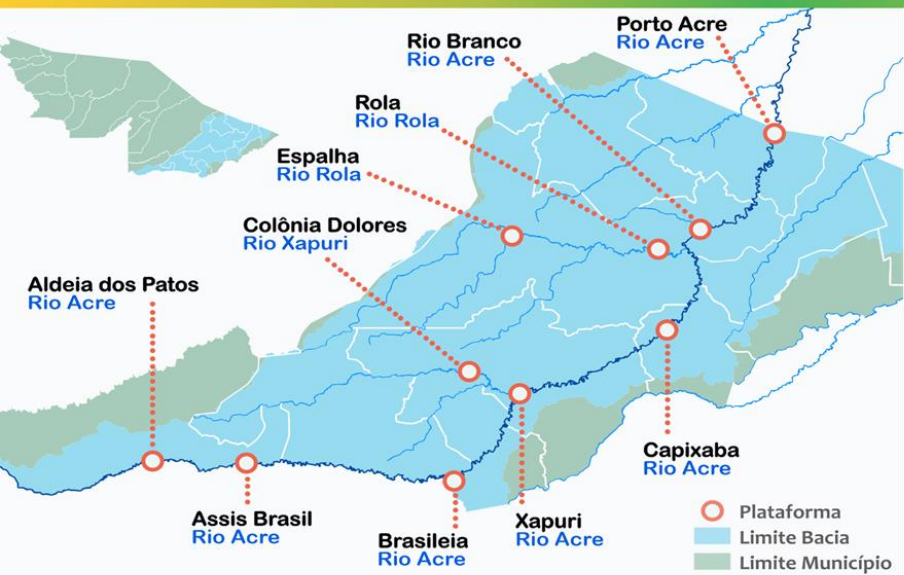 Porto Acre
Rio Acre
Rio Branco
Rio Acre
Rola
Rio Rola
Espalha
Rio Rola
Colônia Dolores
Rio Xapuri
Aldeia dos Patos
Rio Acre
Capixaba
Rio Acre
Assis Brasil
Rio Acre
Brasileia
Rio Acre
Xapuri
Rio Acre
Plataforma
Limite Bacia
Limite Município